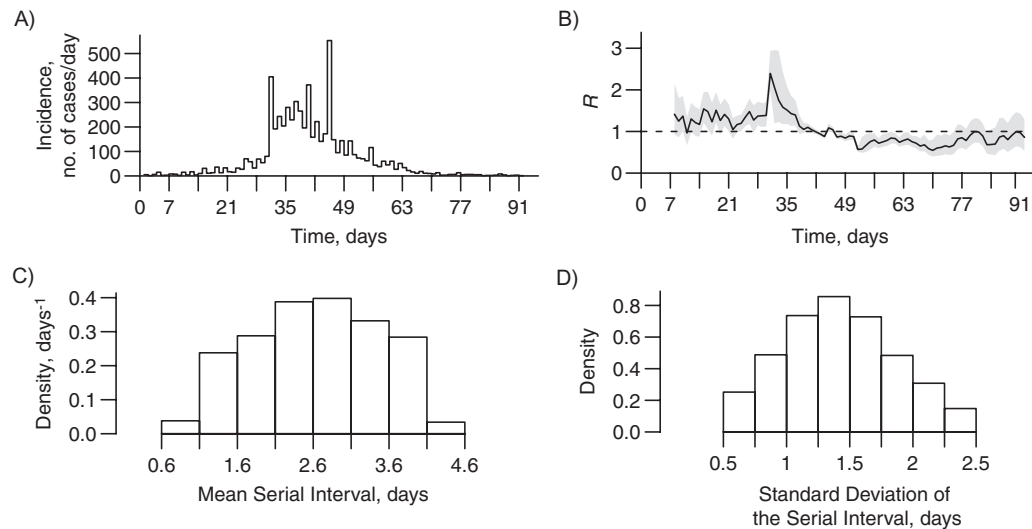 A)
500
400
300
200
100
0
Incidence,
no. of cases/day
0 7 21 35 49 63 77 91
Time, days
B)
3
2
1
0
R
0 7 21 35 49 63 77 91
Time, days
C)
0.4
0.3
0.2
0.1
0.0
Density, days-1
0.6 1.6 2.6 3.6 4.6
Mean Serial Interval, days
D)
0.8
0.6
0.4
0.2
0.0
Density
0.5 1 1.5 2 2.5
Standard Deviation of
the Serial Interval, days